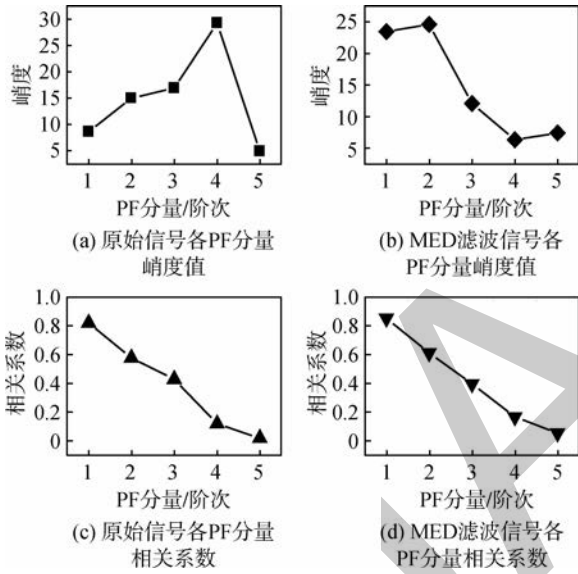 30
25
20
15
10
5
峭度
1 2 3 4 5
PF分量/阶次
(a) 原始信号各PF分量
峭度值
25
20
15
10
5
峭度
1 2 3 4 5
PF分量/阶次
(b) MED滤波信号各
PF分量峭度值
1.0
0.8
0.6
0.4
0.2
0
相关系数
1 2 3 4 5
PF分量/阶次
(c) 原始信号各PF分量
相关系数
1.0
0.8
0.6
0.4
0.2
0
相关系数
1 2 3 4 5
PF分量/阶次
(d) MED滤波信号各
PF分量相关系数